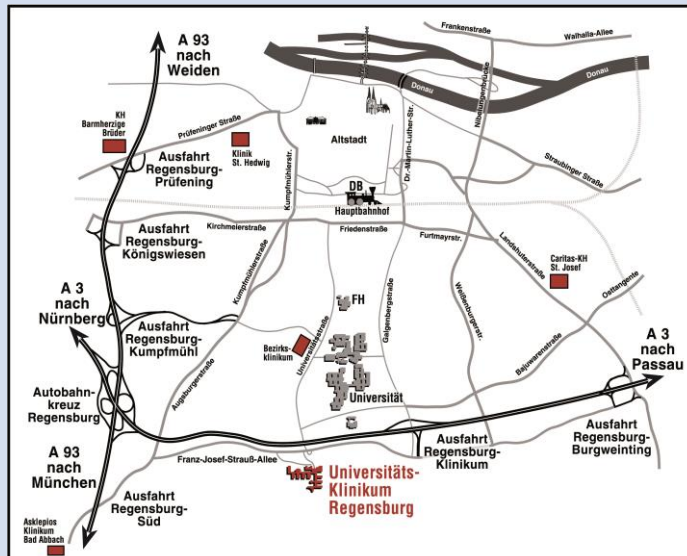 Frankenstraße
Walhalla-Allee
A 93
nach
Weiden
Donau
Donau
Nibelungenbrücke
KH
Barmherzige
Brüder
Prüfeninger Straße
Klinik
St. Hedwig
Altstadt
Dr.-Martin-Luther-Str.
Ausfahrt
Regensburg-
Prüfening
Kumpfmühlerstr.
Straubinger Straße
DB
Hauptbahnhof
Kirchmeierstraße
Friedenstraße
Furtmayrstr.
Landshuterstraße
Ausfahrt
Regensburg-
Königswiesen
Kumpfmühlerstraße
Caritas-KH
St. Josef
Osttangente
A 3
nach
Nürnberg
FH
Galgenbergstraße
Weißenburgerstr.
Ausfahrt
Regensburg-
Kumpfmühl
Bezirks-
klinikum
Universitätsstraße
A 3
nach
Passau
Bajuwarenstraße
Augsburgerstraße
Autobahn-
kreuz
Regensburg
Universität
Ausfahrt
Regensburg-
Klinikum
Ausfahrt
Regensburg-
Burgweinting
A 93
nach
München
Franz-Josef-Strauß-Allee
Universitäts-
Klinikum
Regensburg
Ausfahrt
Regensburg-
Süd
Asklepios
Klinikum
Bad Abbach